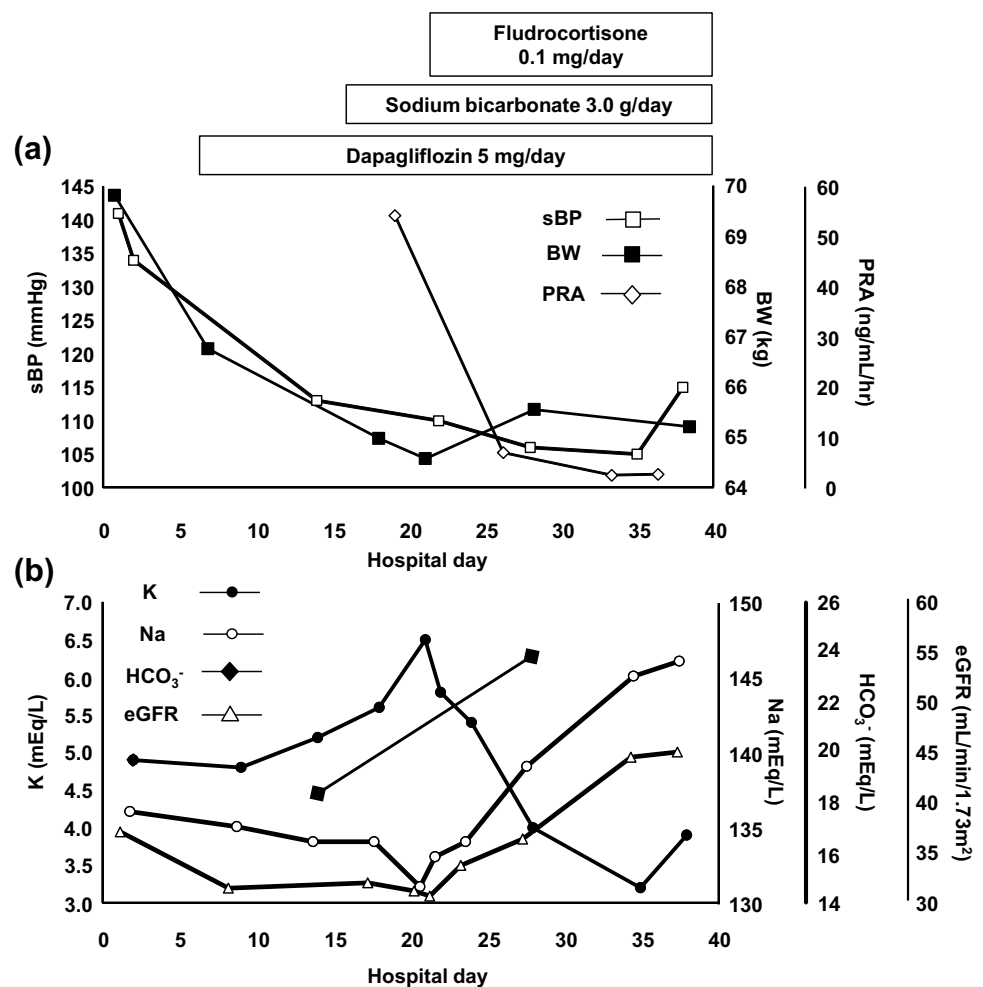 Fludrocortisone
0.1 mg/day
Sodium bicarbonate 3.0 g/day
Dapagliflozin 5 mg/day
(a)
sBP (mmHg)
145
140
135
130
125
120
115
110
105
100
sBP
BW
PRA
70
69
68
67
66
65
64
BW (kg)
60
50
40
30
20
10
0
PRA (ng/mL/hr)
0 5 10 15 20 25 30 35 40
Hospital day
(b)
K (mEq/L)
7.0
6.5
6.0
5.5
5.0
4.5
4.0
3.5
3.0
K
Na
HCO₃⁻
eGFR
150
145
140
135
130
Na (mEq/L)
26
24
22
20
18
16
14
HCO₃⁻ (mEq/L)
60
55
50
45
40
35
30
eGFR (mL/min/1.73m²)
0 5 10 15 20 25 30 35 40
Hospital day